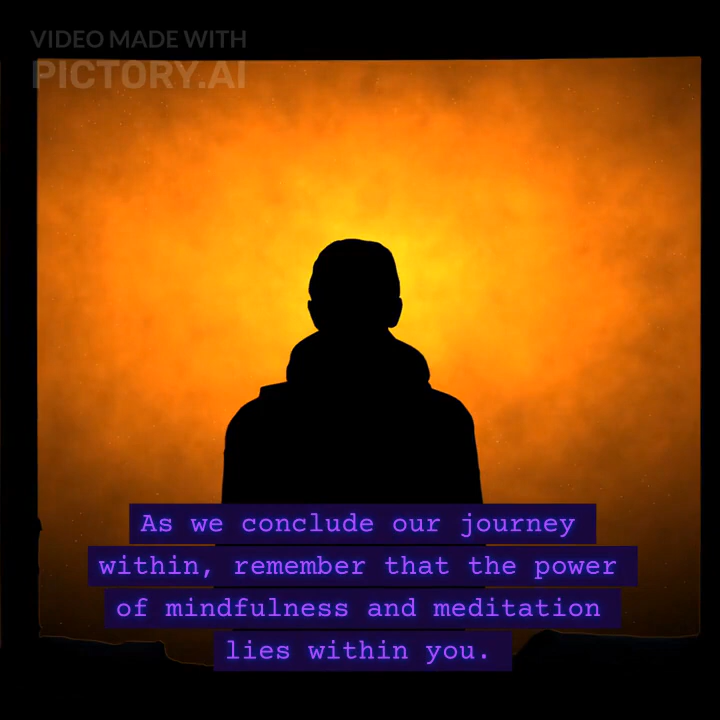 VIDEO MADE WITH
PICTORY.AI
As we conclude our journey
within, remember that the power
of mindfulness and meditation
lies within you.